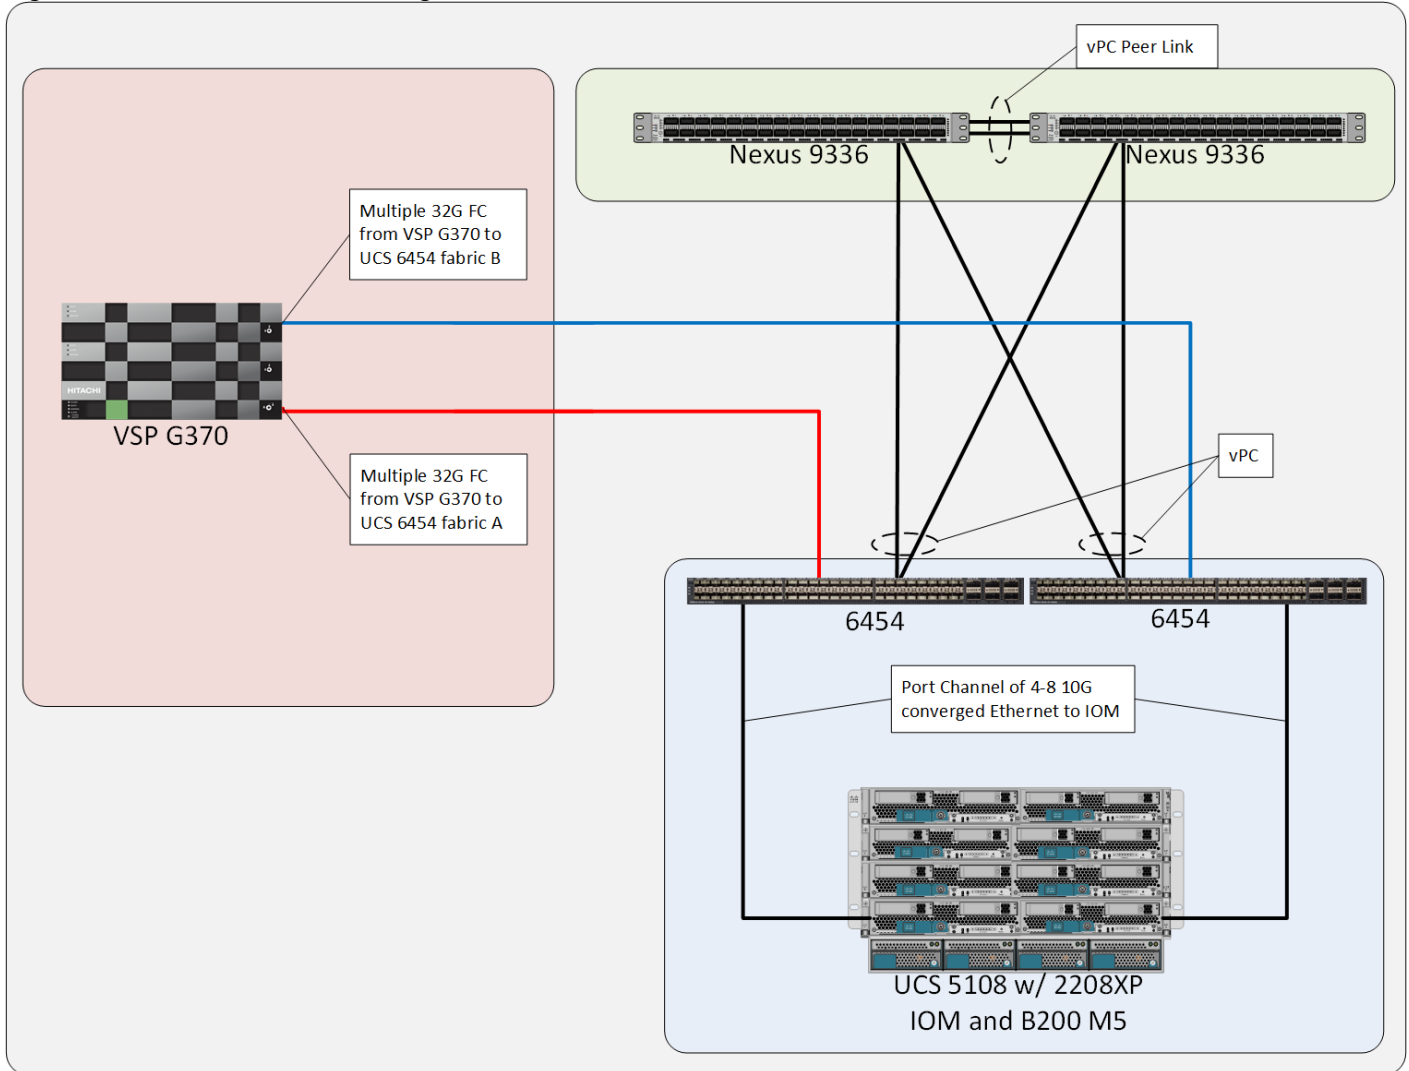 vPC Peer Link
Nexus 9336
Nexus 9336
Multiple 32G FC
from VSP G370 to
UCS 6454 fabric B
HITACHI
VSP G370
Multiple 32G FC
from VSP G370 to
UCS 6454 fabric A
vPC
6454
6454
Port Channel of 4-8 10G
converged Ethernet to IOM
UCS 5108 w/ 2208XP
IOM and B200 M5